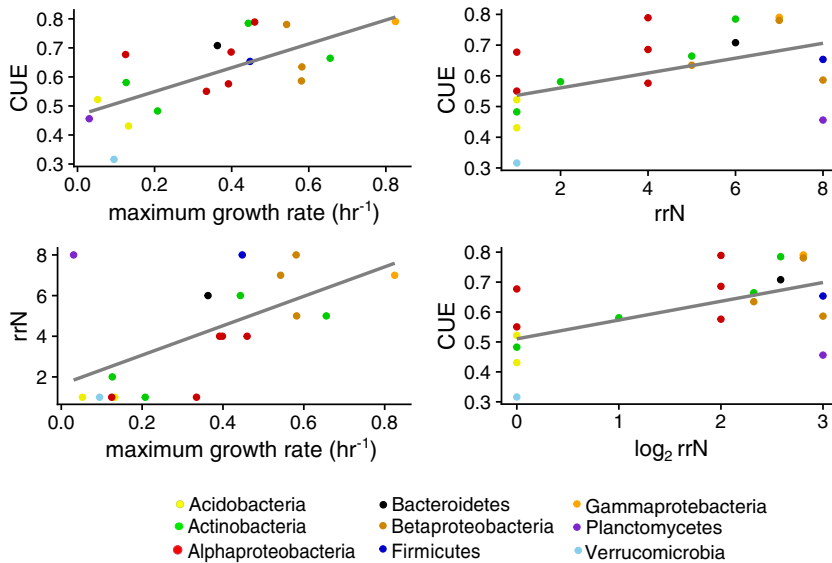 0.8
0.7
0.6
0.5
0.4
0.3
CUE
0.0 0.2 0.4 0.6 0.8
maximum growth rate (hr⁻¹)
0.8
0.7
0.6
0.5
0.4
0.3
CUE
2 4 6 8
rrN
8
6
4
2
rrN
0.0 0.2 0.4 0.6 0.8
maximum growth rate (hr⁻¹)
0.8
0.7
0.6
0.5
0.4
0.3
CUE
0 1 2 3
log₂ rrN
Acidobacteria Bacteroidetes Gammaprotebacteria
Actinobacteria Betaproteobacteria Planctomycetes
Alphaproteobacteria Firmicutes Verrucomicrobia